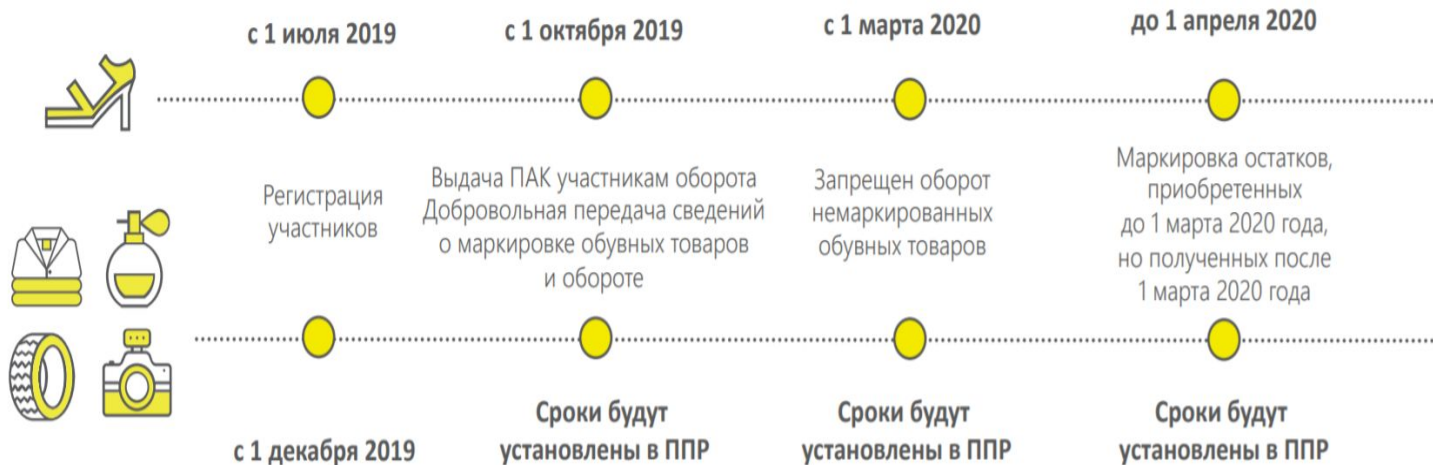 с 1 июля 2019
с 1 октября 2019
с 1 марта 2020
до 1 апреля 2020
Регистрация
участников
Выдача ПАК участникам оборота
Добровольная передача сведений
о маркировке обувных товаров
и обороте
Запрещен оборот
немаркированных
обувных товаров
Маркировка остатков,
приобретенных
до 1 марта 2020 года,
но полученных после
1 марта 2020 года
с 1 декабря 2019
Сроки будут
установлены в ППР
Сроки будут
установлены в ППР
Сроки будут
установлены в ППР